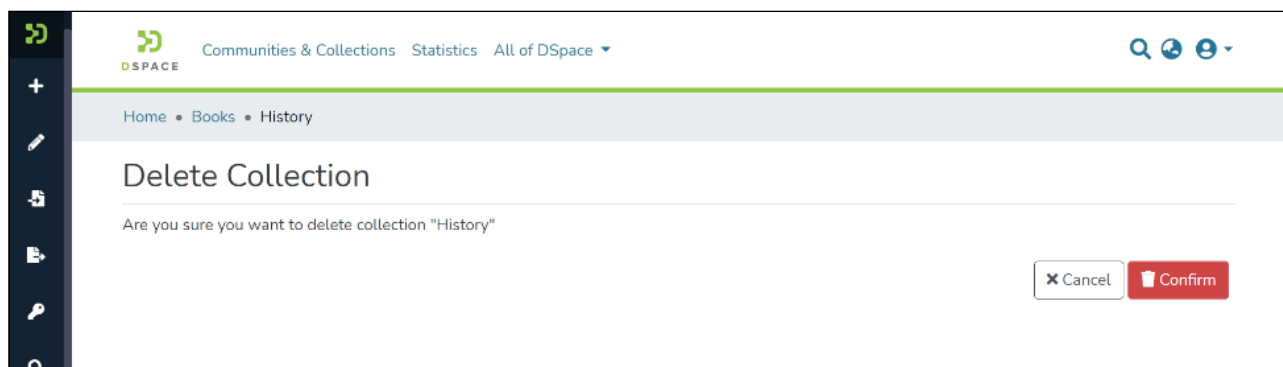 DSPACE
Communities & Collections Statistics All of DSpace
Home • Books • History
Delete Collection
Are you sure you want to delete collection "History"
Cancel Confirm